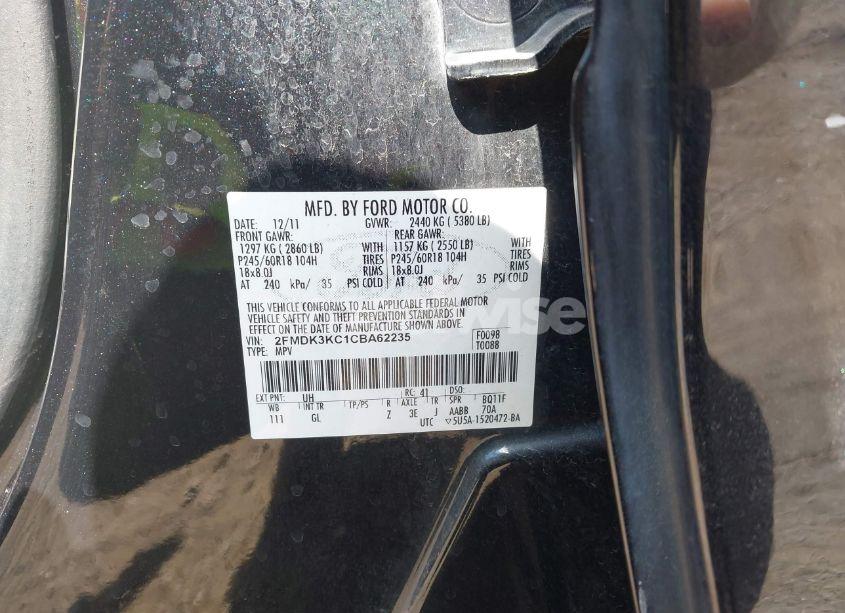 MFD. BY FORD MOTOR CO.
DATE: 12/11 GVWR: 2440 KG ( 5380 LB)
FRONT GAWR: REAR GAWR:
1297 KG ( 2860 LB) WITH 1157 KG ( 2550 LB) WITH
P245/60R18 104H TIRES P245/60R18 104H TIRES
18x8.0J RIMS 18x8.0J RIMS
AT 240 kPa/ 35 PSI COLD AT 240 kPa/ 35 PSI COLD
THIS VEHICLE CONFORMS TO ALL APPLICABLE FEDERAL MOTOR
VEHICLE SAFETY AND THEFT PREVENTION STANDARDS IN
EFFECT ON THE DATE OF MANUFACTURE SHOWN ABOVE.
VIN: 2FMDK3KC1CBA62235 F0098
TYPE: MPV T0088
EXT PNT: UH RC: 41 DSO:
WB INT TR TP/PS R AXLE TR SPR BQ11F
111 GL Z 3E J AABB 70A
UTC ▽5U5A-1520472-BA